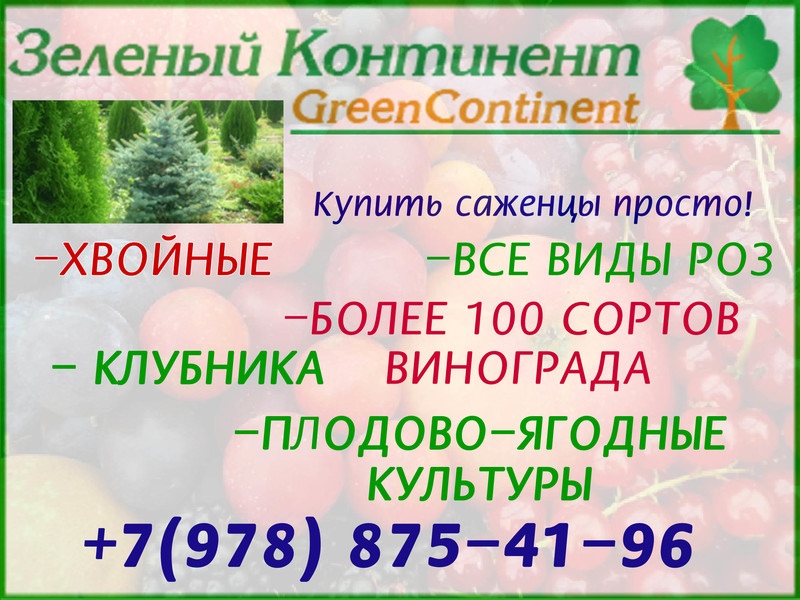 Зеленый Континент
GreenContinent
Купить саженцы просто!
-ХВОЙНЫЕ
-ВСЕ ВИДЫ РОЗ
-БОЛЕЕ 100 СОРТОВ
ВИНОГРАДА
- КЛУБНИКА
-ПЛОДОВО-ЯГОДНЫЕ
КУЛЬТУРЫ
+7(978) 875-41-96